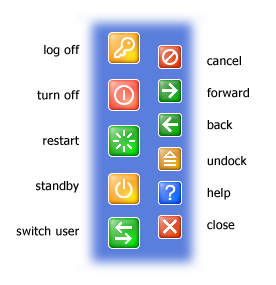 log off
turn off
restart
standby
switch user
cancel
forward
back
undock
?
help
close